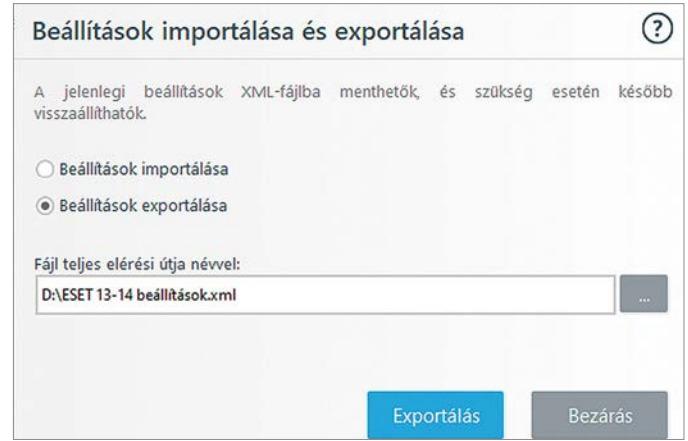 Beállítások importálása és exportálása
?
A jelenlegi beállítások XML-fájlba menthetők, és szükség esetén később
visszaállíthatók.
Beállítások importálása
Beállítások exportálása
Fájl teljes elérési útja névvel:
D:\ESET 13-14 beállítások.xml
...
Exportálás
Bezárás